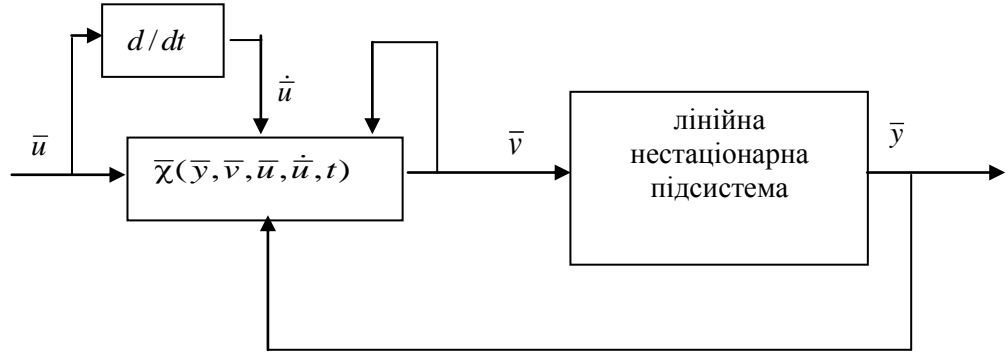 d/dt
u̅̇
u̅
χ̅(y̅,v̅,u̅,u̅̇,t)
v̅
лінійна
нестаціонарна
підсистема
y̅